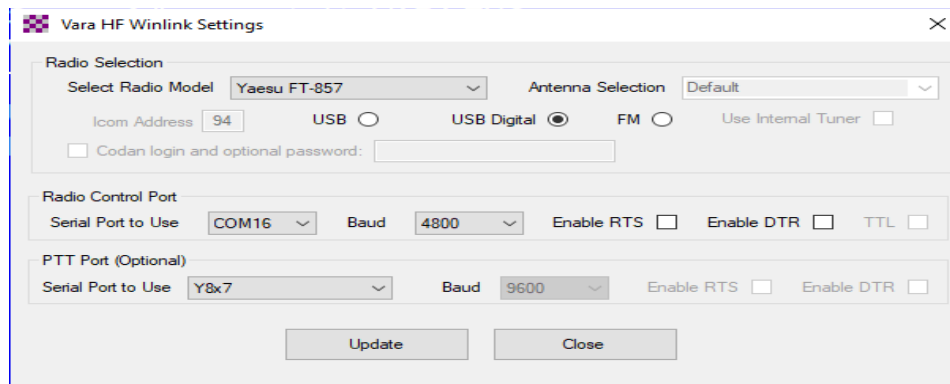 Vara HF Winlink Settings
Radio Selection
Select Radio Model Yaesu FT-857 Antenna Selection Default
Icom Address 94 USB USB Digital FM Use Internal Tuner
Codan login and optional password:
Radio Control Port
Serial Port to Use COM16 Baud 4800 Enable RTS Enable DTR TTL
PTT Port (Optional)
Serial Port to Use Y8x7 Baud 9600 Enable RTS Enable DTR
Update Close